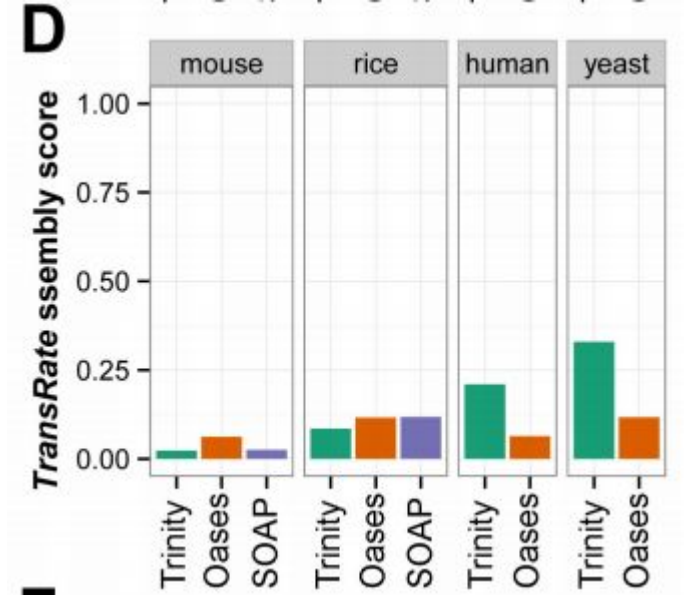 D
mouse rice human yeast
TransRate ssembly score
1.00
0.75
0.50
0.25
0.00
Trinity Oases SOAP Trinity Oases SOAP Trinity Oases Trinity Oases